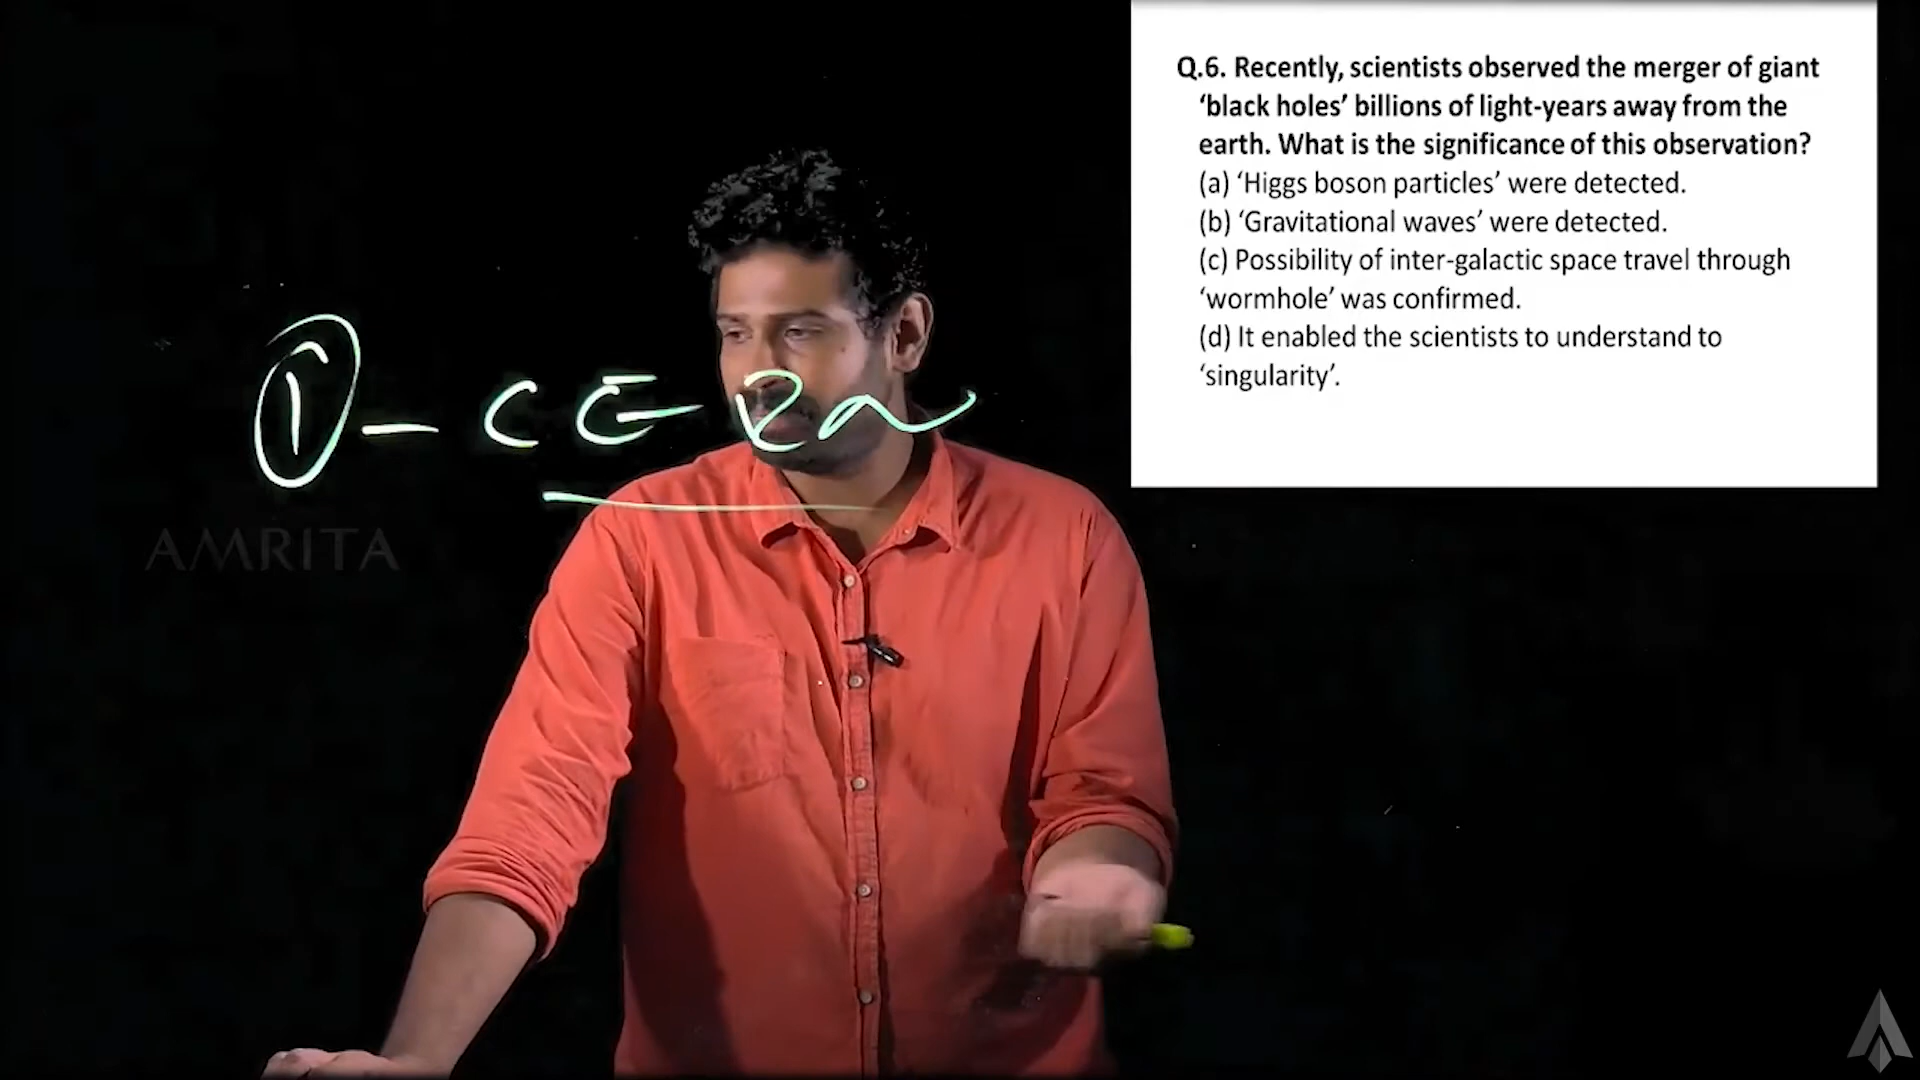 Q.6. Recently, scientists observed the merger of giant
‘black holes’ billions of light-years away from the
earth. What is the significance of this observation?
(a) ‘Higgs boson particles’ were detected.
(b) ‘Gravitational waves’ were detected.
(c) Possibility of inter-galactic space travel through
‘wormhole’ was confirmed.
(d) It enabled the scientists to understand to
‘singularity’.
① – CERN
AMRITA